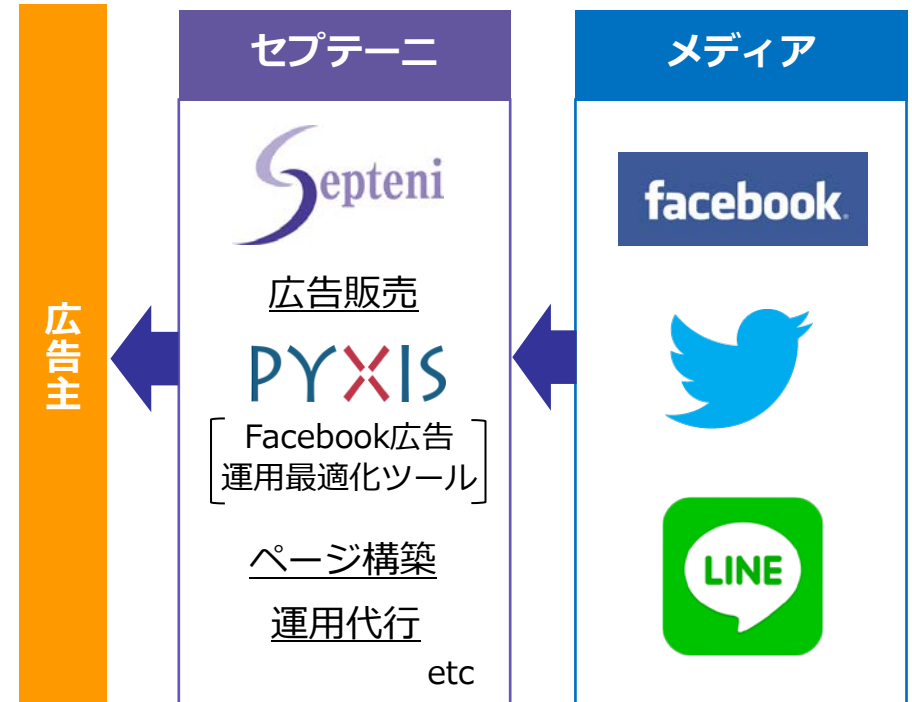 広告主
セプテーニ
Septeni
広告販売
PYXIS
Facebook広告
運用最適化ツール
ページ構築
運用代行
etc
メディア
facebook.
LINE